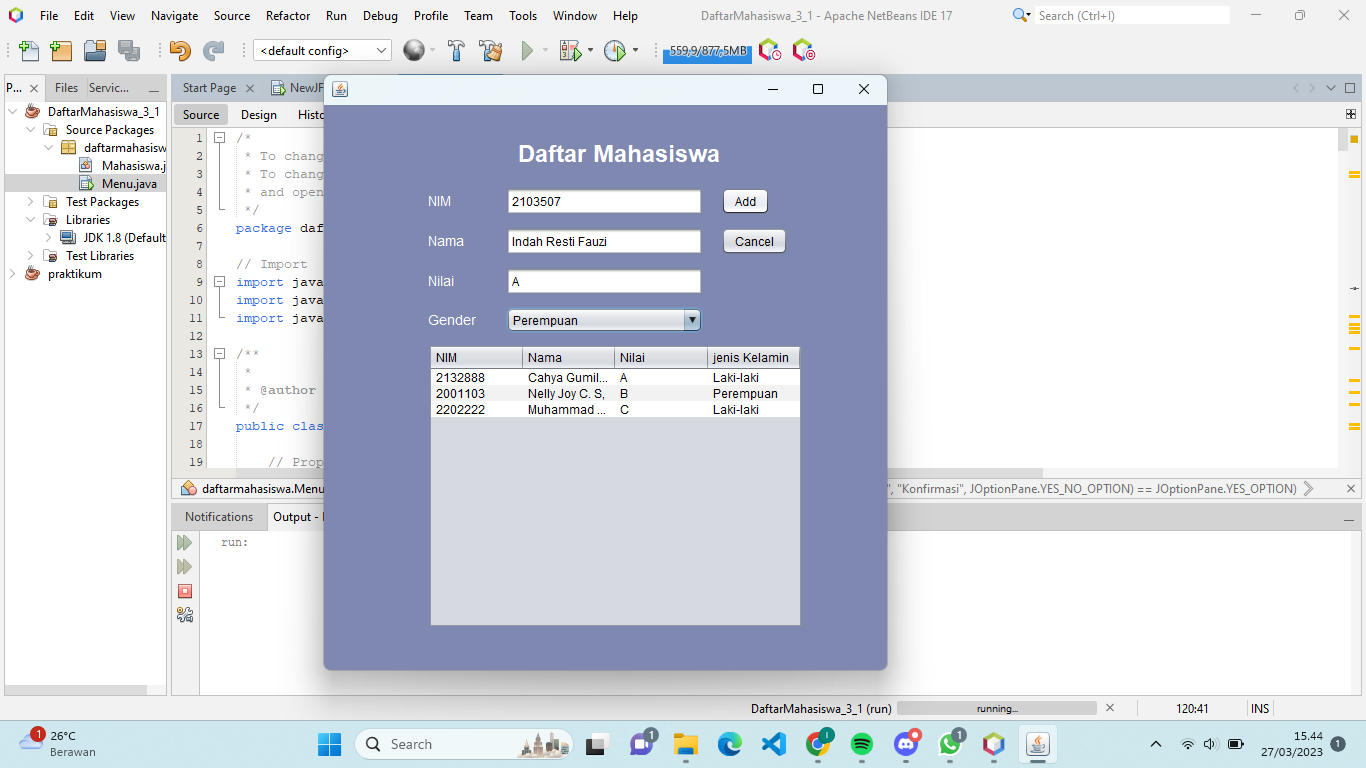 File Edit View Navigate Source Refactor Run Debug Profile Team Tools Window Help
DaftarMahasiswa_3_1 - Apache NetBeans IDE 17
Search (Ctrl+I)
<default config>
559,9/877,5MB
P... Files Servic...
Start Page
NewJF
DaftarMahasiswa_3_1
Source Packages
daftarmahasisw
Mahasiswa.j
Menu.java
Test Packages
Libraries
JDK 1.8 (Default
Test Libraries
praktikum
Source Design Histo
1 /*
2 * To chang
3 * To chang
4 * and open
5 */
6 package daf
7
8 // Import
9 import java
10 import java
11 import java
12
13 /**
14 *
15 * @author
16 */
17 public clas
18
19 // Prop
Daftar Mahasiswa
NIM 2103507 Add
Nama Indah Resti Fauzi Cancel
Nilai A
Gender Perempuan
NIM Nama Nilai jenis Kelamin
2132888 Cahya Gumil... A Laki-laki
2001103 Nelly Joy C. S, B Perempuan
2202222 Muhammad ... C Laki-laki
daftarmahasiswa.Menu
", "Konfirmasi", JOptionPane.YES_NO_OPTION) == JOptionPane.YES_OPTION)
Notifications Output -
run:
DaftarMahasiswa_3_1 (run) running... 120:41 INS
1
26°C
Berawan
Search
1
1
1
15.44
27/03/2023
1